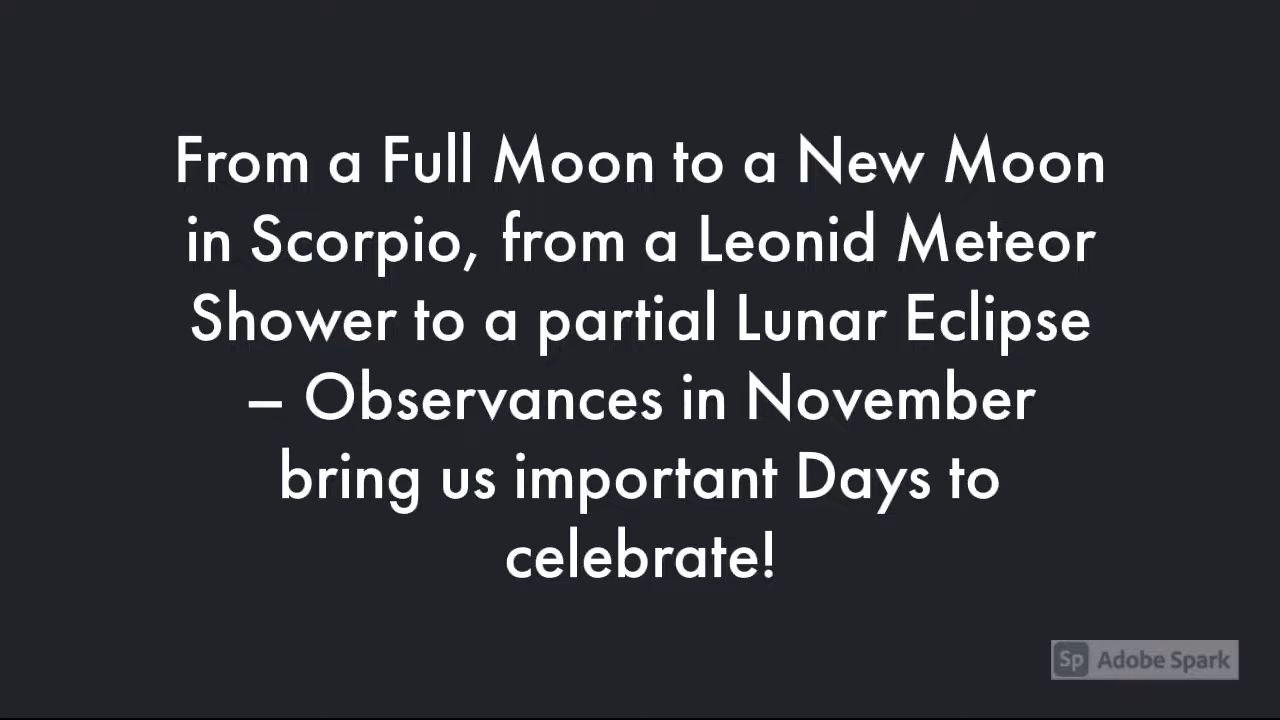 From a Full Moon to a New Moon
in Scorpio, from a Leonid Meteor
Shower to a partial Lunar Eclipse
– Observances in November
bring us important Days to
celebrate!
Sp Adobe Spark